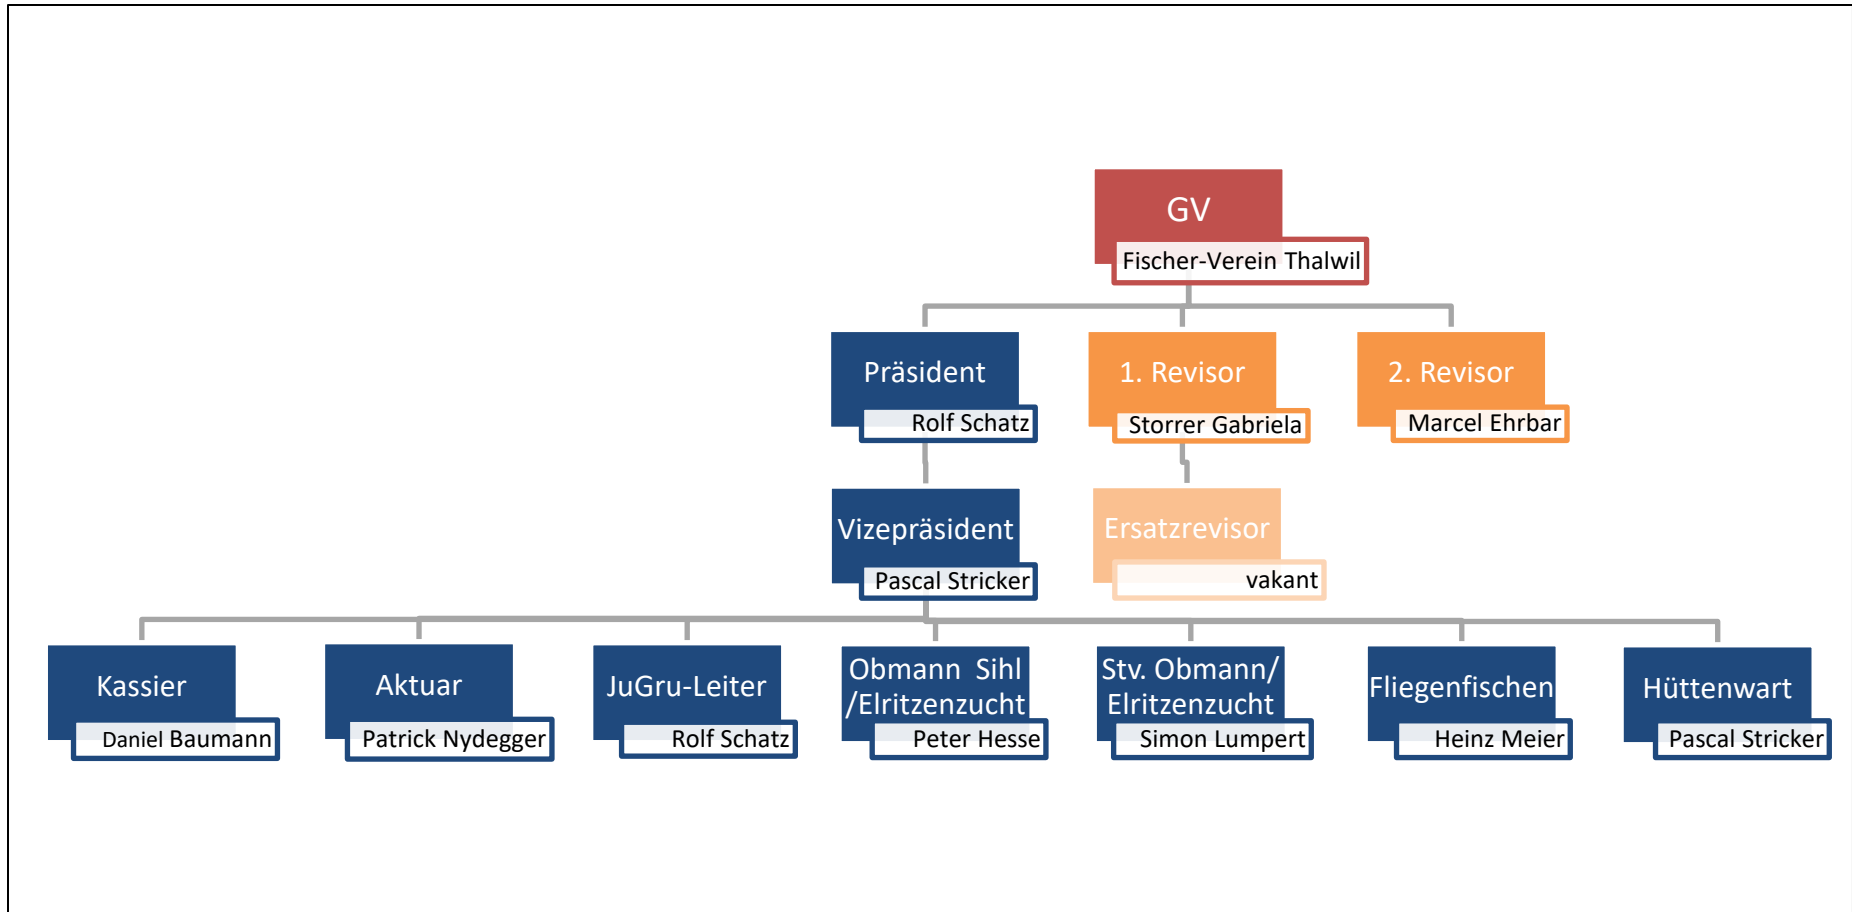 GV
Fischer-Verein Thalwil
Präsident
Rolf Schatz
1. Revisor
Storrer Gabriela
2. Revisor
Marcel Ehrbar
Vizepräsident
Pascal Stricker
Ersatzrevisor
vakant
Kassier
Daniel Baumann
Aktuar
Patrick Nydegger
JuGru-Leiter
Rolf Schatz
Obmann Sihl
/Elritzenzucht
Peter Hesse
Stv. Obmann/
Elritzenzucht
Simon Lumpert
Fliegenfischen
Heinz Meier
Hüttenwart
Pascal Stricker